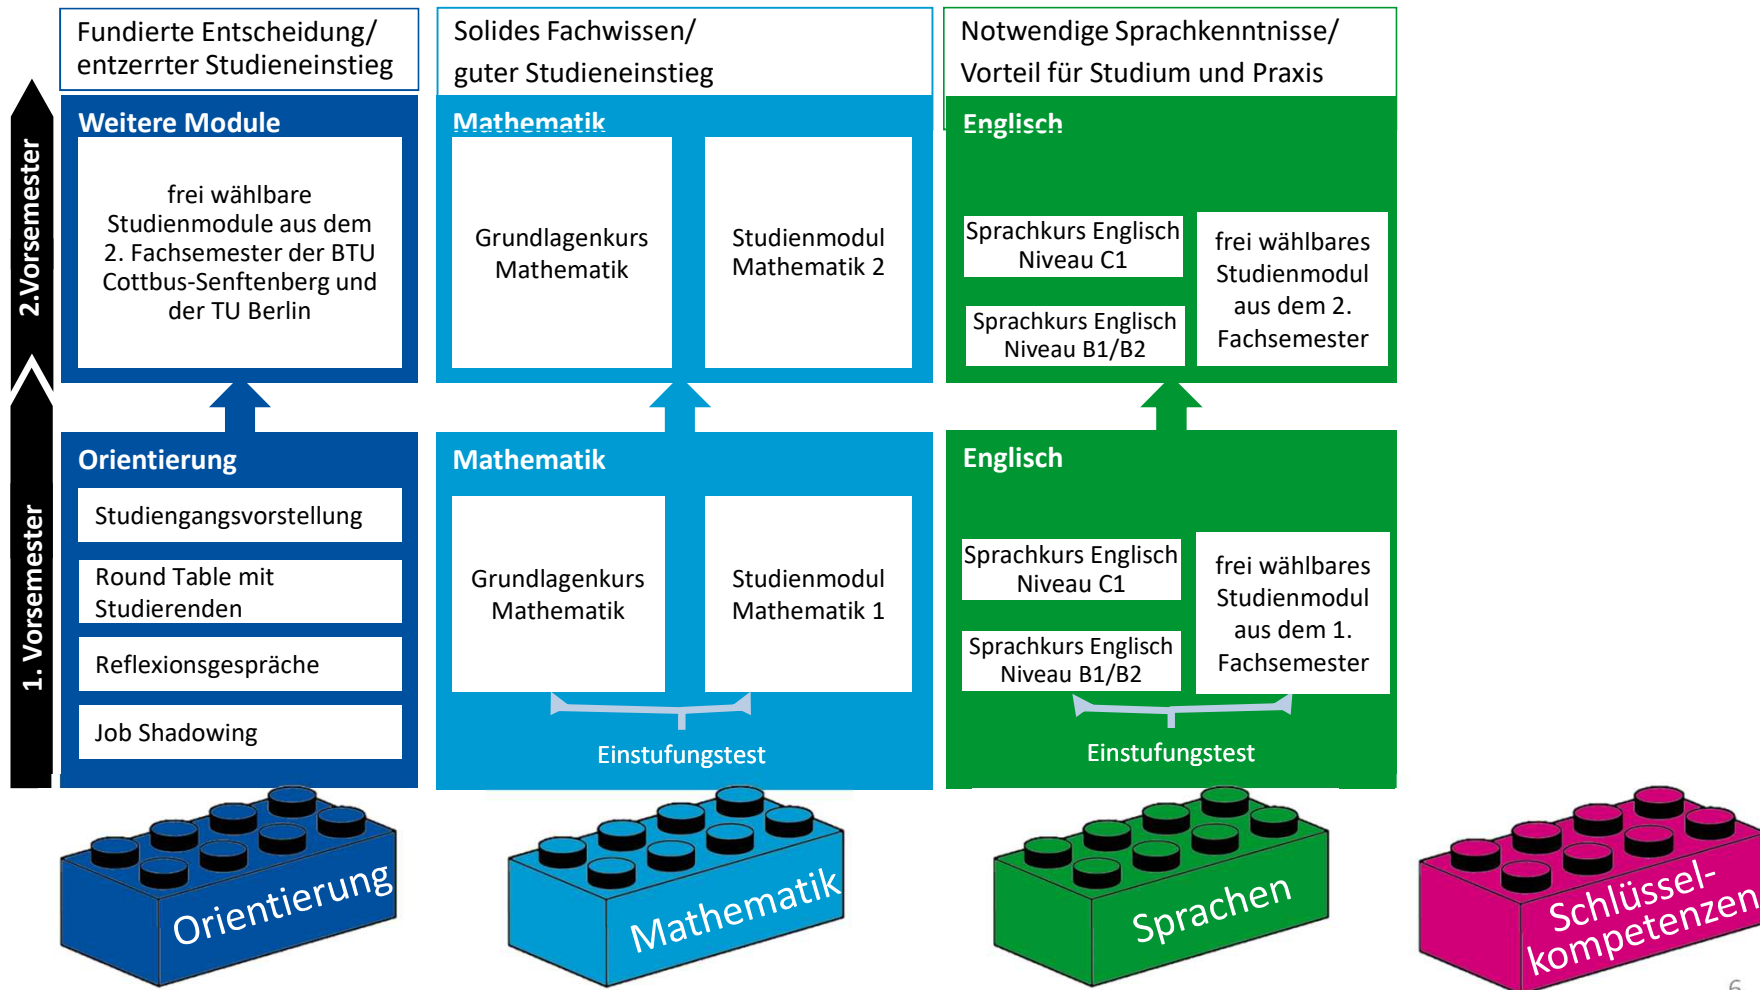 Fundierte Entscheidung/
entzerrter Studieneinstieg
Solides Fachwissen/
guter Studieneinstieg
Notwendige Sprachkenntnisse/
Vorteil für Studium und Praxis
2.Vorsemester
Weitere Module
frei wählbare
Studienmodule aus dem
2. Fachsemester der BTU
Cottbus-Senftenberg und
der TU Berlin
Mathematik
Grundlagenkurs
Mathematik
Studienmodul
Mathematik 2
Englisch
Sprachkurs Englisch
Niveau C1
Sprachkurs Englisch
Niveau B1/B2
frei wählbares
Studienmodul
aus dem 2.
Fachsemester
1. Vorsemester
Orientierung
Studiengangsvorstellung
Round Table mit
Studierenden
Reflexionsgespräche
Job Shadowing
Mathematik
Grundlagenkurs
Mathematik
Studienmodul
Mathematik 1
Einstufungstest
Englisch
Sprachkurs Englisch
Niveau C1
Sprachkurs Englisch
Niveau B1/B2
frei wählbares
Studienmodul
aus dem 1.
Fachsemester
Einstufungstest
Orientierung
Mathematik
Sprachen
Schlüssel-
kompetenzen
6